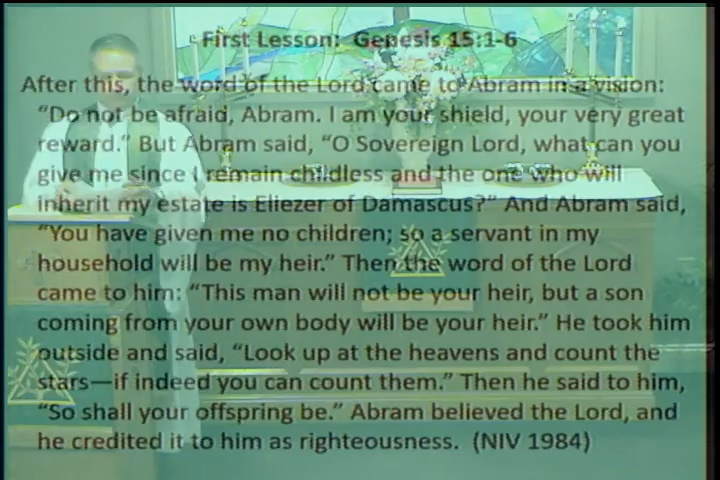 First Lesson: Genesis 15:1-6
After this, the word of the Lord came to Abram in a vision:
“Do not be afraid, Abram. I am your shield, your very great
reward.” But Abram said, “O Sovereign Lord, what can you
give me since I remain childless and the one who will
inherit my estate is Eliezer of Damascus?” And Abram said,
“You have given me no children; so a servant in my
household will be my heir.” Then the word of the Lord
came to him: “This man will not be your heir, but a son
coming from your own body will be your heir.” He took him
outside and said, “Look up at the heavens and count the
stars—if indeed you can count them.” Then he said to him,
“So shall your offspring be.” Abram believed the Lord, and
he credited it to him as righteousness. (NIV 1984)